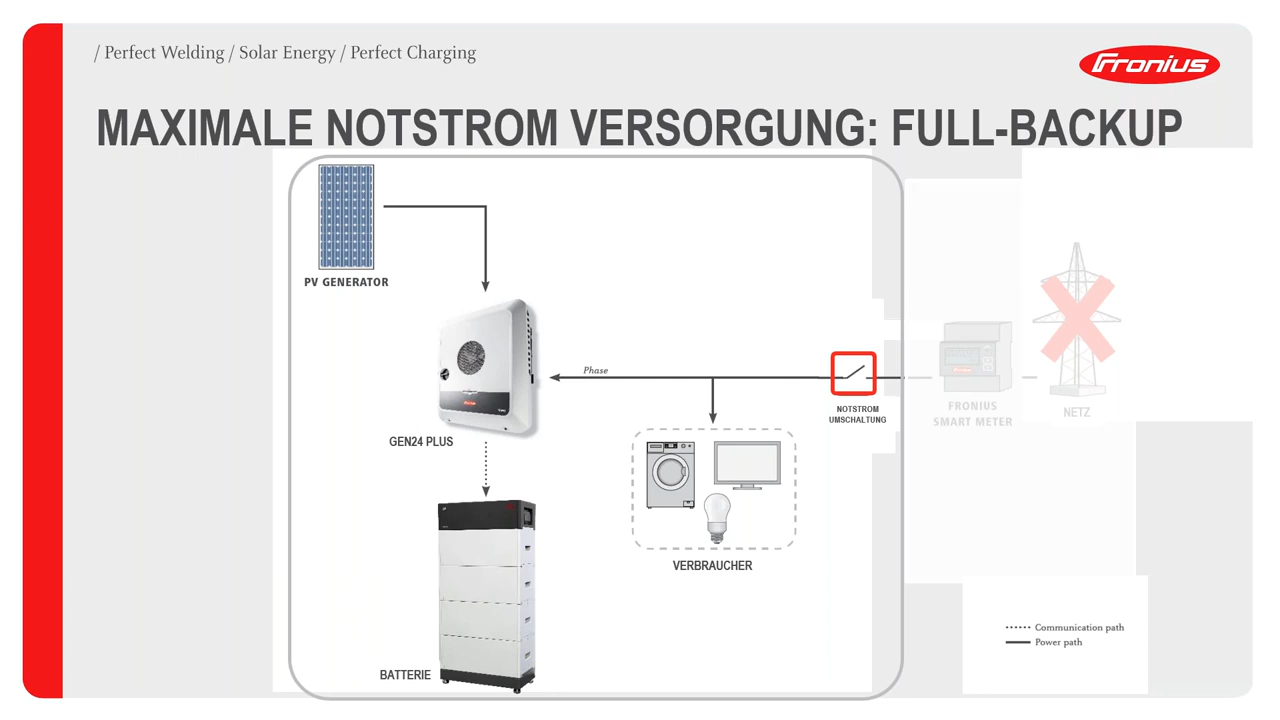 / Perfect Welding / Solar Energy / Perfect Charging
Fronius
MAXIMALE NOTSTROM VERSORGUNG: FULL-BACKUP
PV GENERATOR
Phase
NOTSTROM
UMSCHALTUNG
FRONIUS
SMART METER
NETZ
GEN24 PLUS
VERBRAUCHER
BATTERIE
Communication path
Power path